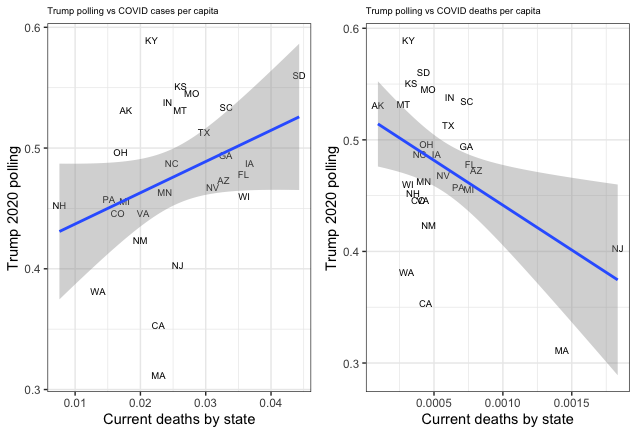 Trump polling vs COVID cases per capita
Trump 2020 polling
0.6
0.5
0.4
0.3
KY
SD
KS
MO
IN
AK
MT
SC
TX
OH
GA
NC
IA
FL
AZ
NV
MN
WI
PA
MI
NH
CO
VA
NM
NJ
WA
CA
MA
0.01
0.02
0.03
0.04
Current deaths by state
Trump polling vs COVID deaths per capita
Trump 2020 polling
0.6
0.5
0.4
0.3
KY
SD
KS
MO
IN
AK
MT
SC
TX
OH
GA
NC
IA
FL
AZ
NV
MN
WI
PA
MI
NH
CO
VA
NM
NJ
WA
CA
MA
0.0005
0.0010
0.0015
Current deaths by state